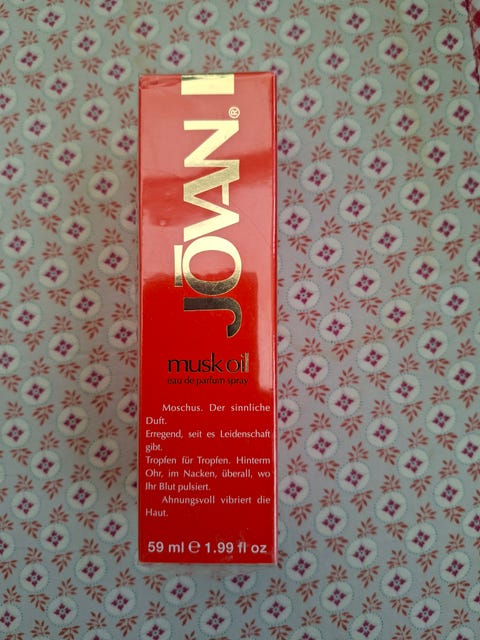 JŌVAN®
musk oil
eau de parfum spray
Moschus. Der sinnliche
Duft.
Erregend, seit es Leidenschaft
gibt.
Tropfen für Tropfen. Hinterm
Ohr, im Nacken, überall, wo
Ihr Blut pulsiert.
Ahnungsvoll vibriert die
Haut.
59 ml e 1.99 fl oz